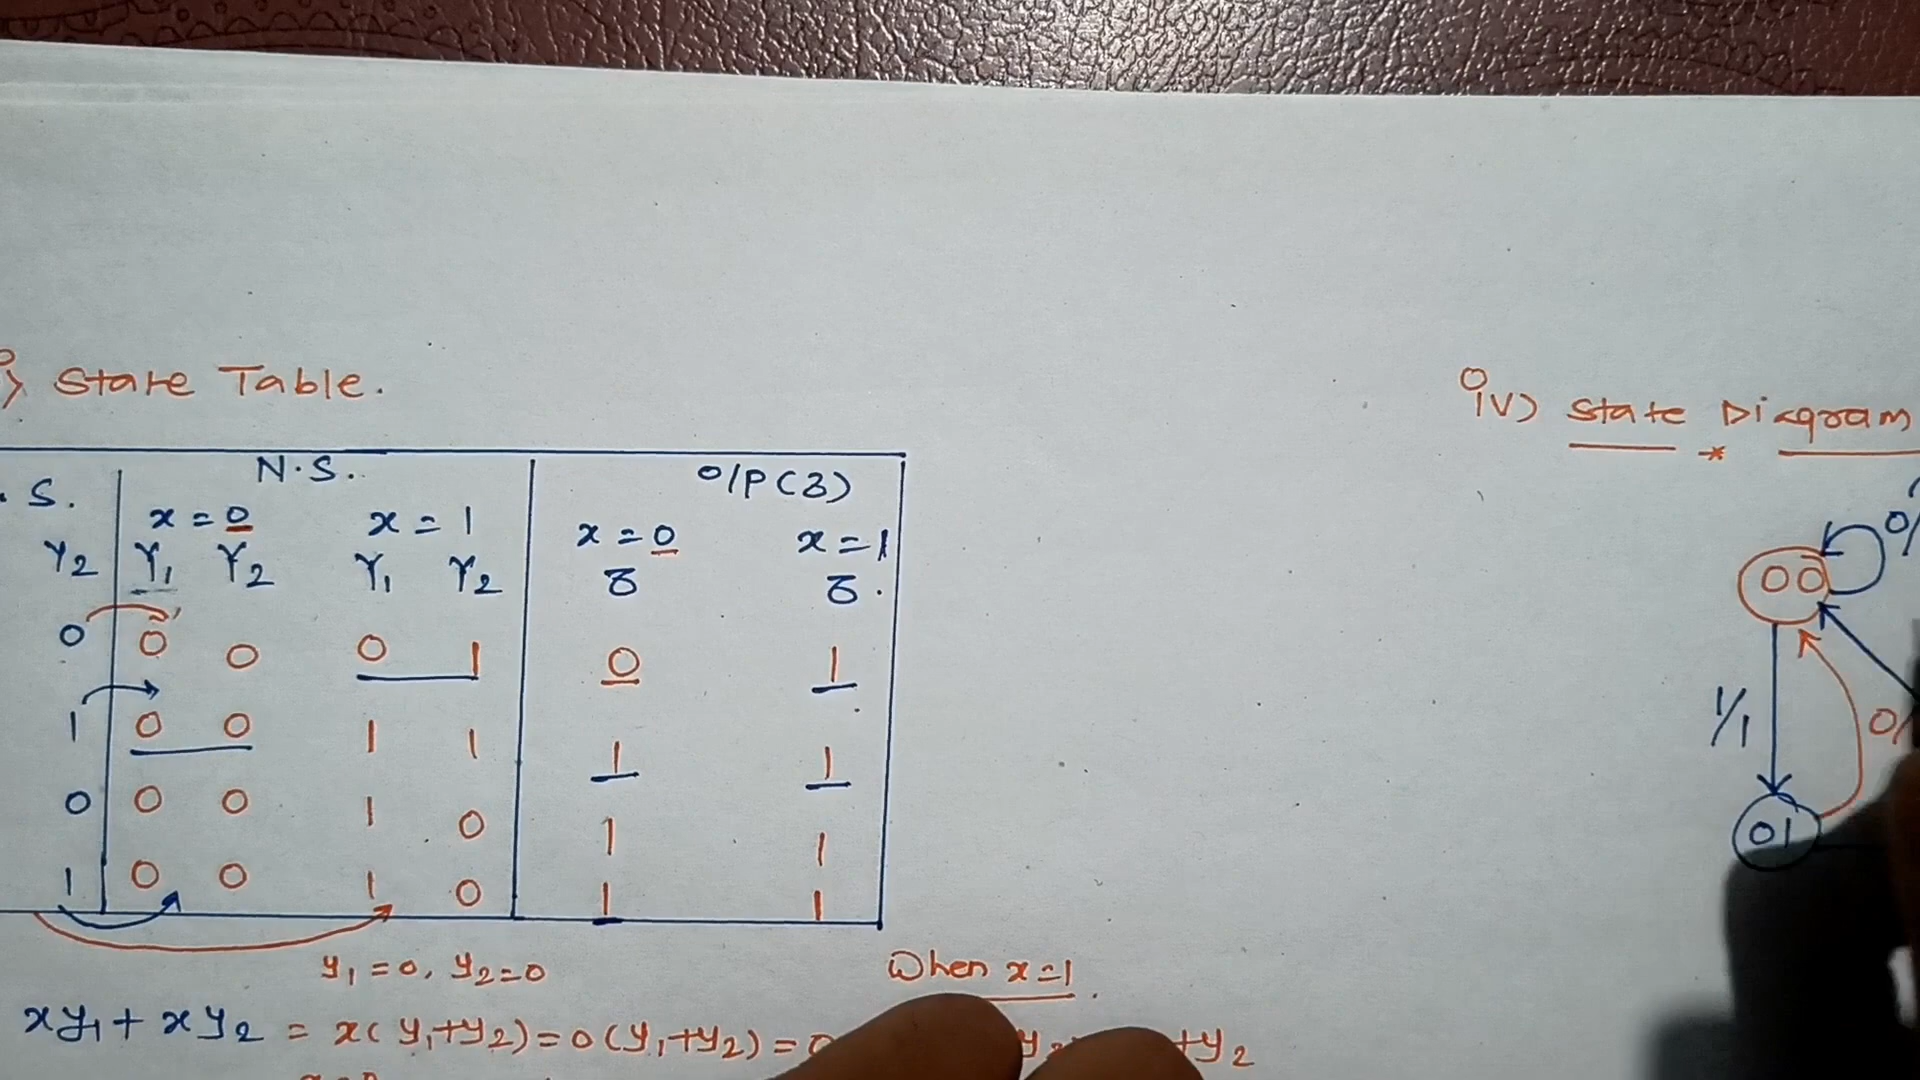 i) State Table.
iv) State Diagram
. S. N.S. O/P(z)
x = 0 x = 1 x = 0 x = 1
Y2 Y1 Y2 Y1 Y2 z z.
0 0 0 0 1 0 1
1 0 0 1 1 1 1
0 0 0 1 0 1 1
1 0 0 1 0 1 1
0/
00
1/1
0/
01
y1 = 0, y2 = 0
When x = 1.
xy1 + xy2 = x(y1+y2) = 0(y1+y2) = 0
+y2